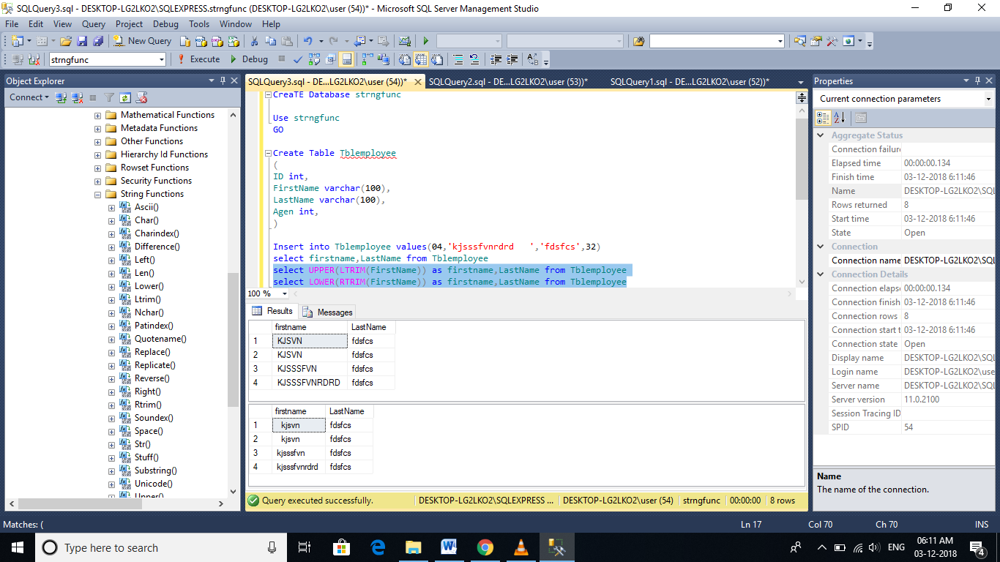 SQLQuery3.sql - DESKTOP-LG2LKO2\SQLEXPRESS.strngfunc (DESKTOP-LG2LKO2\user (54))* - Microsoft SQL Server Management Studio
File Edit View Query Project Debug Tools Window Help
New Query
strngfunc Execute Debug
Object Explorer
Connect
Mathematical Functions
Metadata Functions
Other Functions
Hierarchy Id Functions
Rowset Functions
Security Functions
String Functions
Ascii()
Char()
Charindex()
Difference()
Left()
Len()
Lower()
Ltrim()
Nchar()
Patindex()
Quotename()
Replace()
Replicate()
Reverse()
Right()
Rtrim()
Soundex()
Space()
Str()
Stuff()
Substring()
Unicode()
Upper()
SQLQuery3.sql - DE...LG2LKO2\user (54))* SQLQuery2.sql - DE...LG2LKO2\user (53))* SQLQuery1.sql - DE...LG2LKO2\user (52))*
CreaTE Database strngfunc
Use strngfunc
GO
Create Table Tblemployee
(
ID int,
FirstName varchar(100),
LastName varchar(100),
Agen int,
)
Insert into Tblemployee values(04,'kjsssfvnrdrd   ','fdsfcs',32)
select firstname,LastName from Tblemployee
select UPPER(LTRIM(FirstName)) as firstname,LastName from Tblemployee
select LOWER(RTRIM(FirstName)) as firstname,LastName from Tblemployee
100 %
Results Messages
firstname LastName
1 KJSVN fdsfcs
2 KJSVN fdsfcs
3 KJSSSFVN fdsfcs
4 KJSSSFVNRDRD fdsfcs
firstname LastName
1 kjsvn fdsfcs
2 kjsvn fdsfcs
3 kjsssfvn fdsfcs
4 kjsssfvnrdrd fdsfcs
Query executed successfully. DESKTOP-LG2LKO2\SQLEXPRESS ... DESKTOP-LG2LKO2\user (54) strngfunc 00:00:00 8 rows
Properties
Current connection parameters
Aggregate Status
Connection failure
Elapsed time 00:00:00.134
Finish time 03-12-2018 6:11:46
Name DESKTOP-LG2LKO2\SQL
Rows returned 8
Start time 03-12-2018 6:11:46
State Open
Connection
Connection name DESKTOP-LG2LKO2\SQL
Connection Details
Connection elaps 00:00:00.134
Connection finish 03-12-2018 6:11:46
Connection rows 8
Connection start t 03-12-2018 6:11:46
Connection state Open
Display name DESKTOP-LG2LKO2\SQL
Login name DESKTOP-LG2LKO2\use
Server name DESKTOP-LG2LKO2\SQL
Server version 11.0.2100
Session Tracing ID
SPID 54
Name
The name of the connection.
Matches: ( Ln 17 Col 70 Ch 70 INS
Type here to search
ENG 06:11 AM
03-12-2018
4